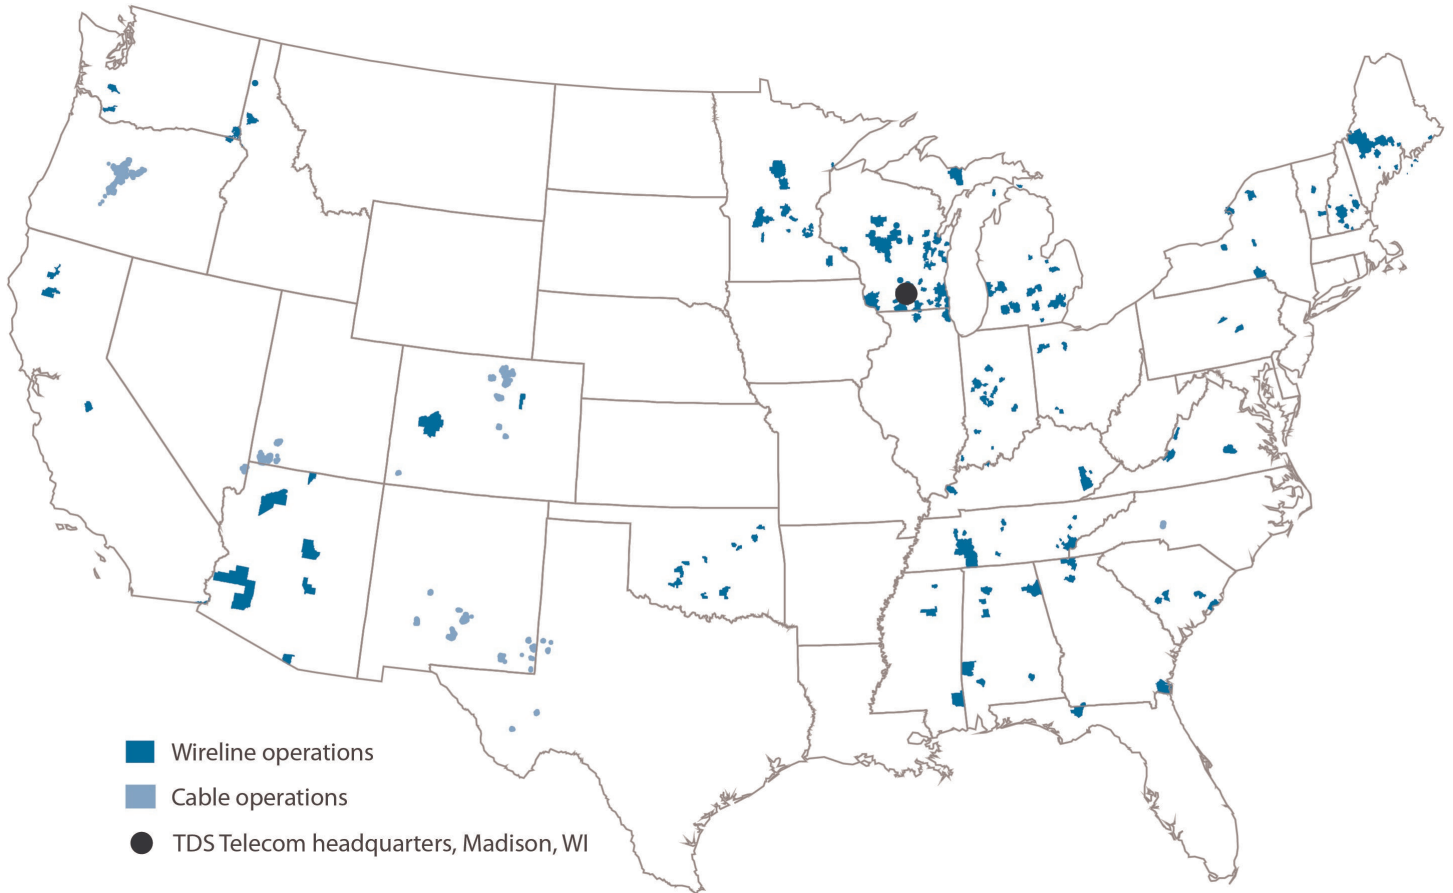 Wireline operations
Cable operations
TDS Telecom headquarters, Madison, WI